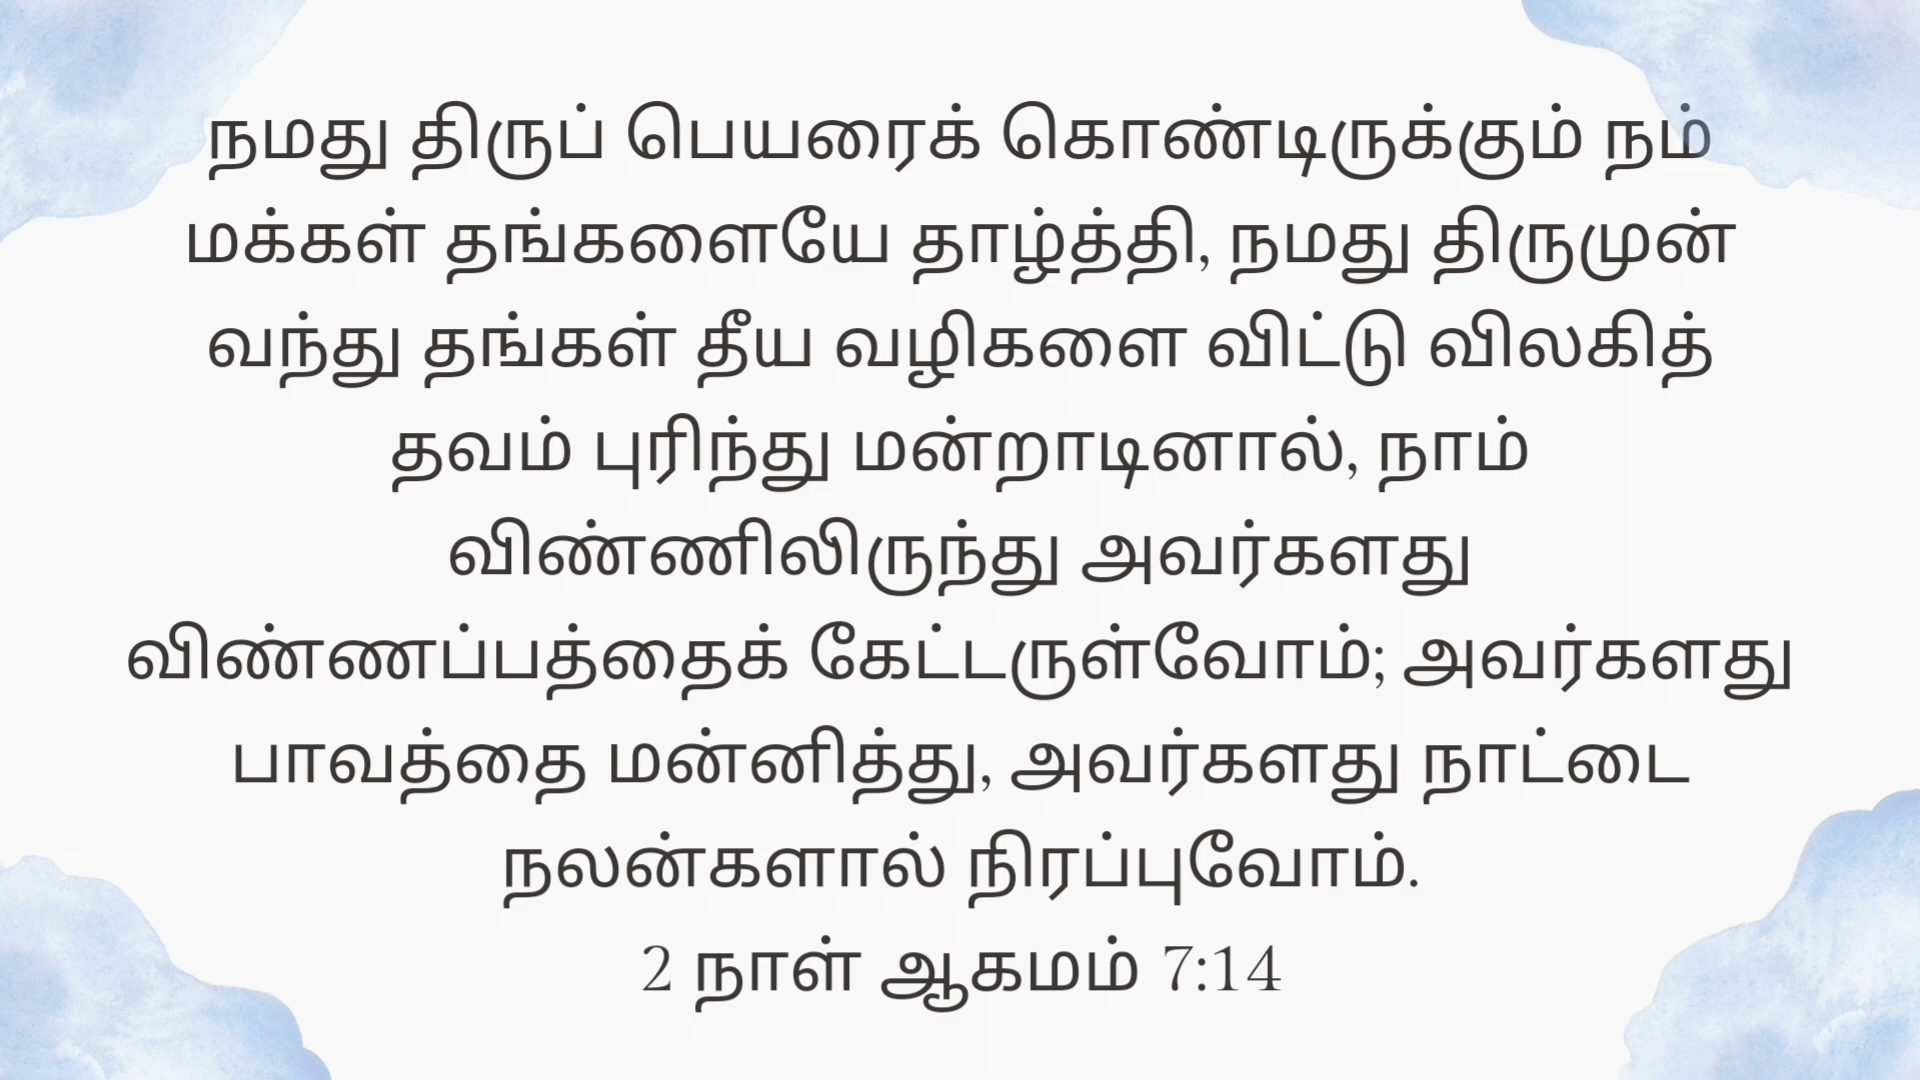 நமது திருப் பெயரைக் கொண்டிருக்கும் நம்
மக்கள் தங்களையே தாழ்த்தி, நமது திருமுன்
வந்து தங்கள் தீய வழிகளை விட்டு விலகித்
தவம் புரிந்து மன்றாடினால், நாம்
விண்ணிலிருந்து அவர்களது
விண்ணப்பத்தைக் கேட்டருள்வோம்; அவர்களது
பாவத்தை மன்னித்து, அவர்களது நாட்டை
நலன்களால் நிரப்புவோம்.
2 நாள் ஆகமம் 7:14